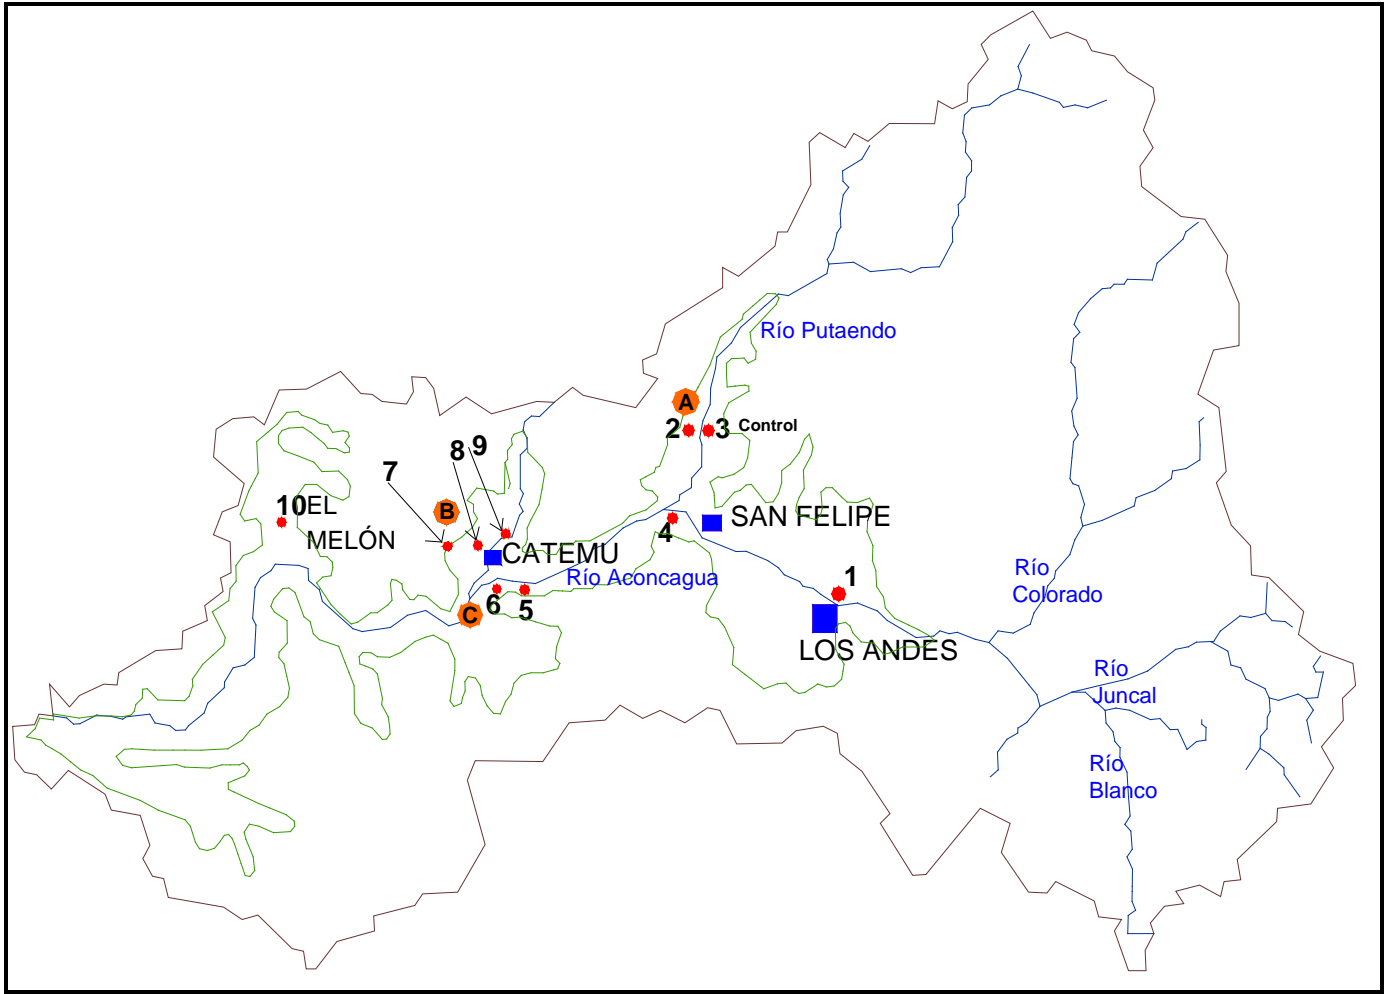 Río Putaendo
A
2
3 Control
9
8
7
10 EL
MELÓN
B
SAN FELIPE
4
CATEMU
Río Aconcagua
1
Río
Colorado
6
5
C
LOS ANDES
Río
Juncal
Río
Blanco